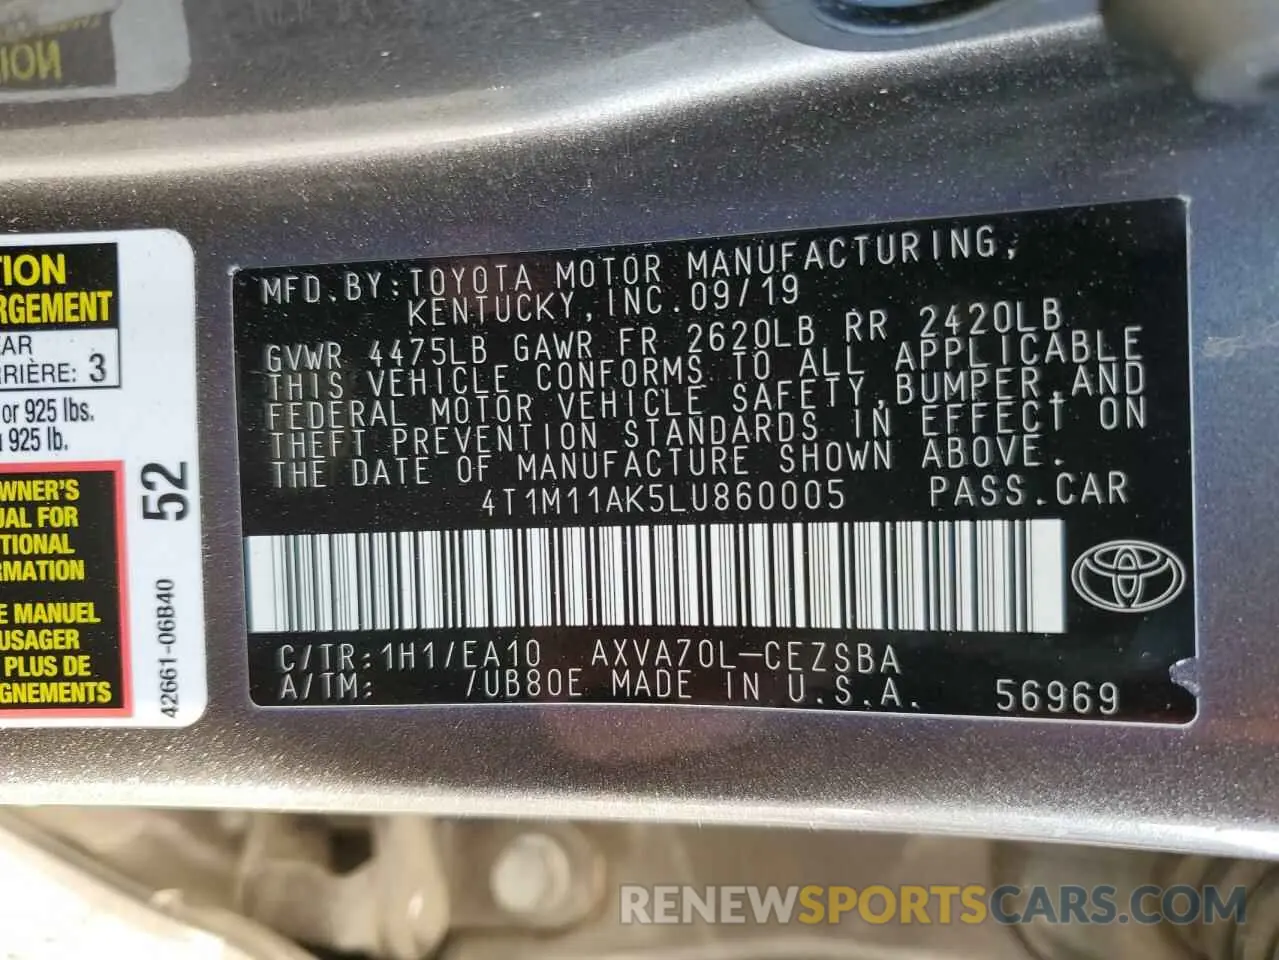 NOIT
TION
RGEMENT
AR
RIÈRE: 3
or 925 lbs.
925 lb.
WNER'S
UAL FOR
TIONAL
RMATION
E MANUEL
USAGER
PLUS DE
IGNEMENTS
52
42661-06B40
MFD. BY: TOYOTA MOTOR MANUFACTURING,
KENTUCKY, INC. 09/19
GVWR 4475LB GAWR FR 2620LB RR 2420LB
THIS VEHICLE CONFORMS TO ALL APPLICABLE
FEDERAL MOTOR VEHICLE SAFETY, BUMPER, AND
THEFT PREVENTION STANDARDS IN EFFECT ON
THE DATE OF MANUFACTURE SHOWN ABOVE.
4T1M11AK5LU860005 PASS. CAR
C/TR: 1H1/EA10 AXVA70L-CEZSBA
A/TM: /UB80E MADE IN U.S.A. 56969
RENEWSPORTSCARS.COM